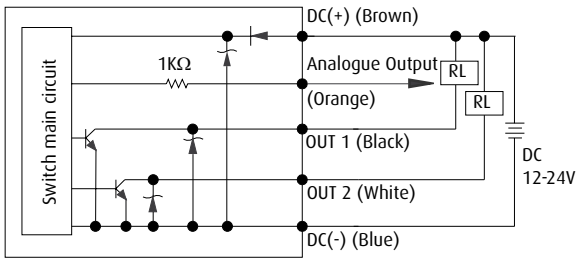 DC(+) (Brown)
1KΩ
Analogue Output
(Orange)
RL
RL
Switch main circuit
OUT 1 (Black)
DC
12-24V
OUT 2 (White)
DC(-) (Blue)